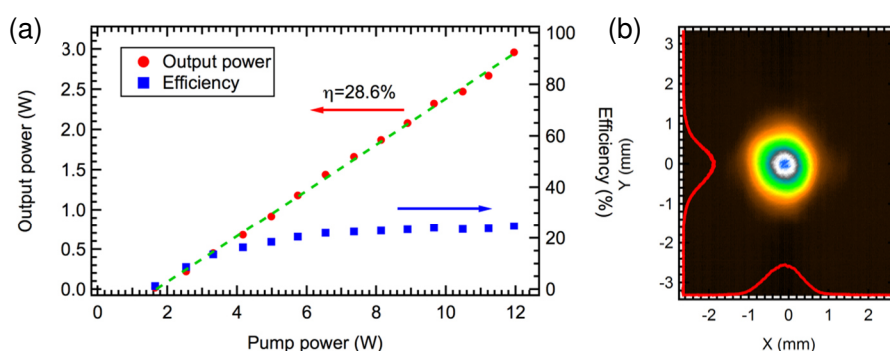 (a)
3.0
2.5
2.0
1.5
1.0
0.5
0.0
Output power (W)
Output power
Efficiency
η=28.6%
100
80
60
40
20
0
Efficiency (%)
0 2 4 6 8 10 12
Pump power (W)
(b)
3
2
1
0
-1
-2
-3
Y (mm)
-2 -1 0 1 2
X (mm)